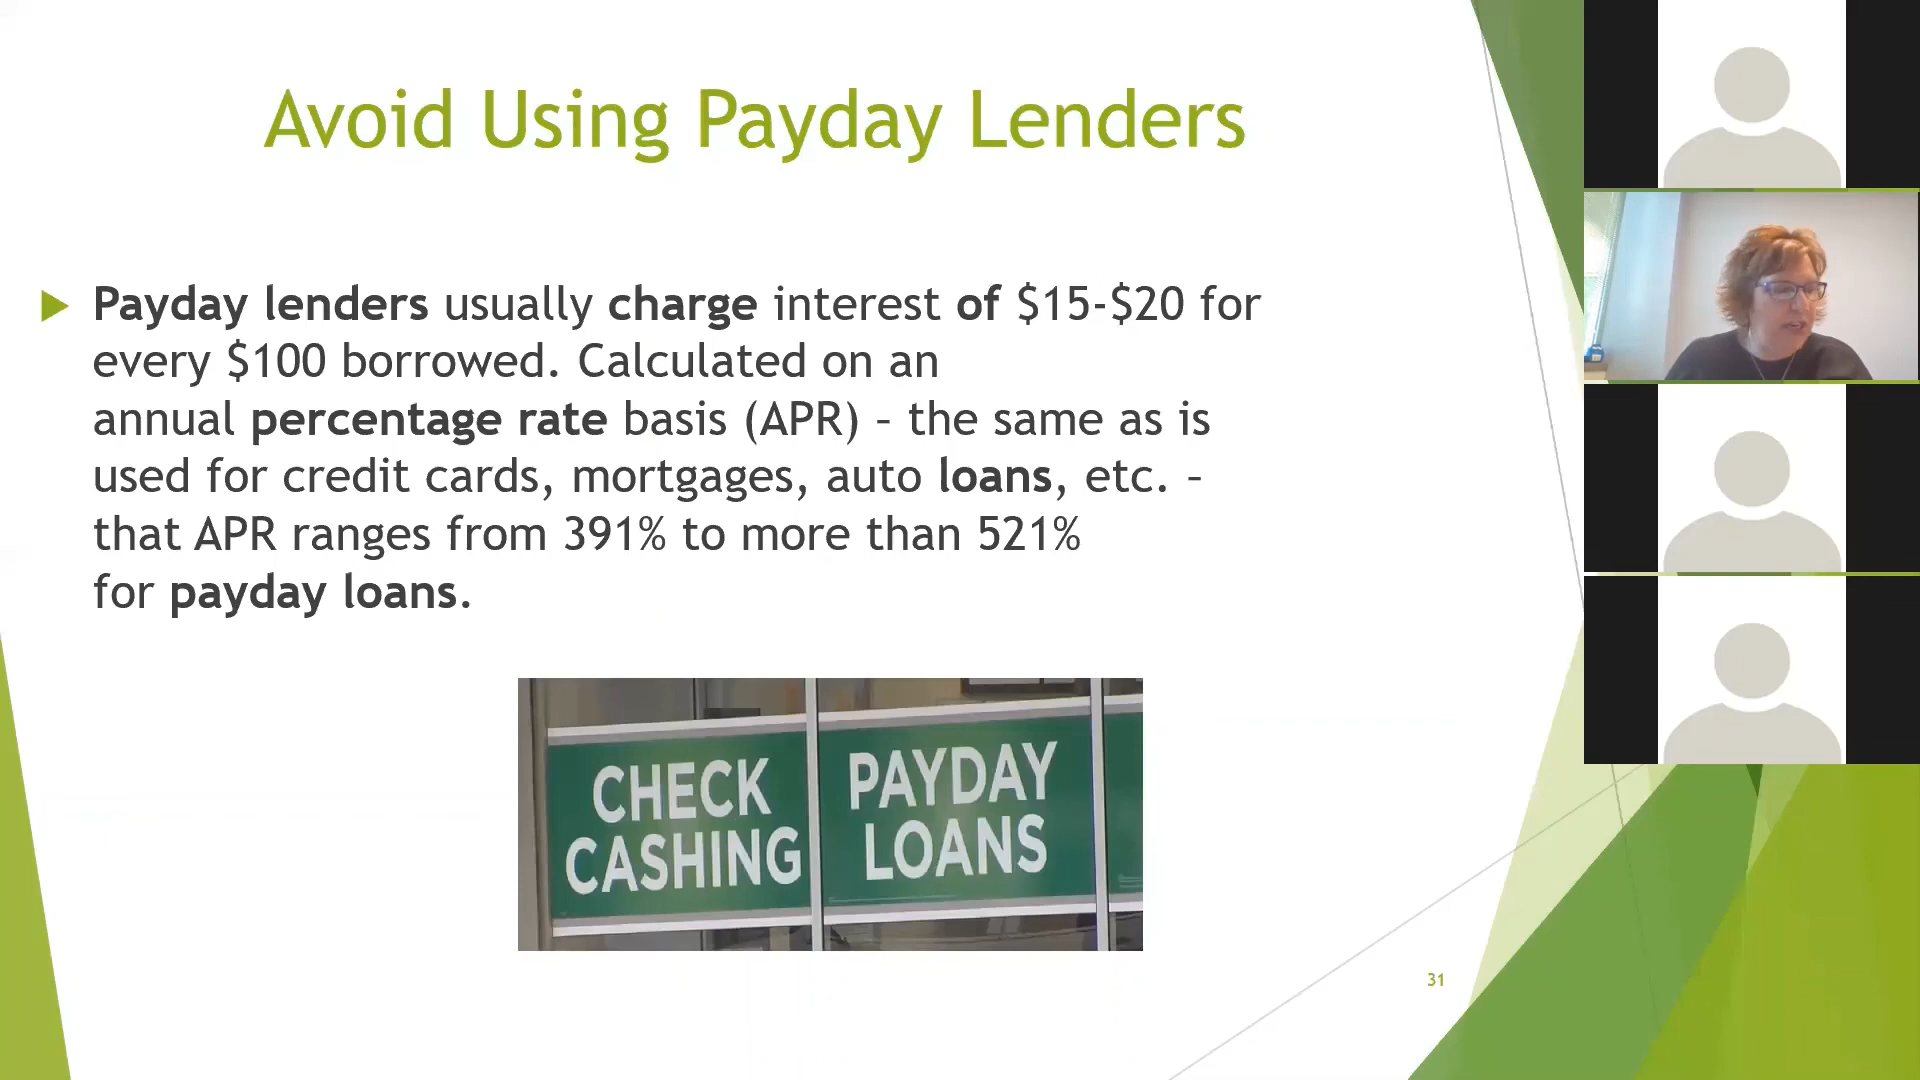 Avoid Using Payday Lenders
Payday lenders usually charge interest of $15-$20 for
every $100 borrowed. Calculated on an
annual percentage rate basis (APR) – the same as is
used for credit cards, mortgages, auto loans, etc. –
that APR ranges from 391% to more than 521%
for payday loans.
CHECK
CASHING
PAYDAY
LOANS
31